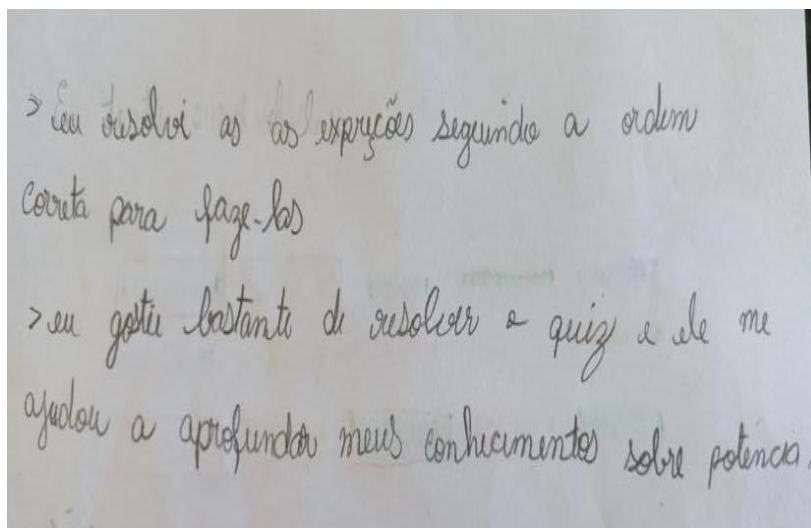 > Eu resolvi as as expreções seguindo a ordem
correta para faze-las
> eu gostei bastante de resolver o quiz e ele me
ajudou a aprofundar meus conhecimentos sobre potencia.